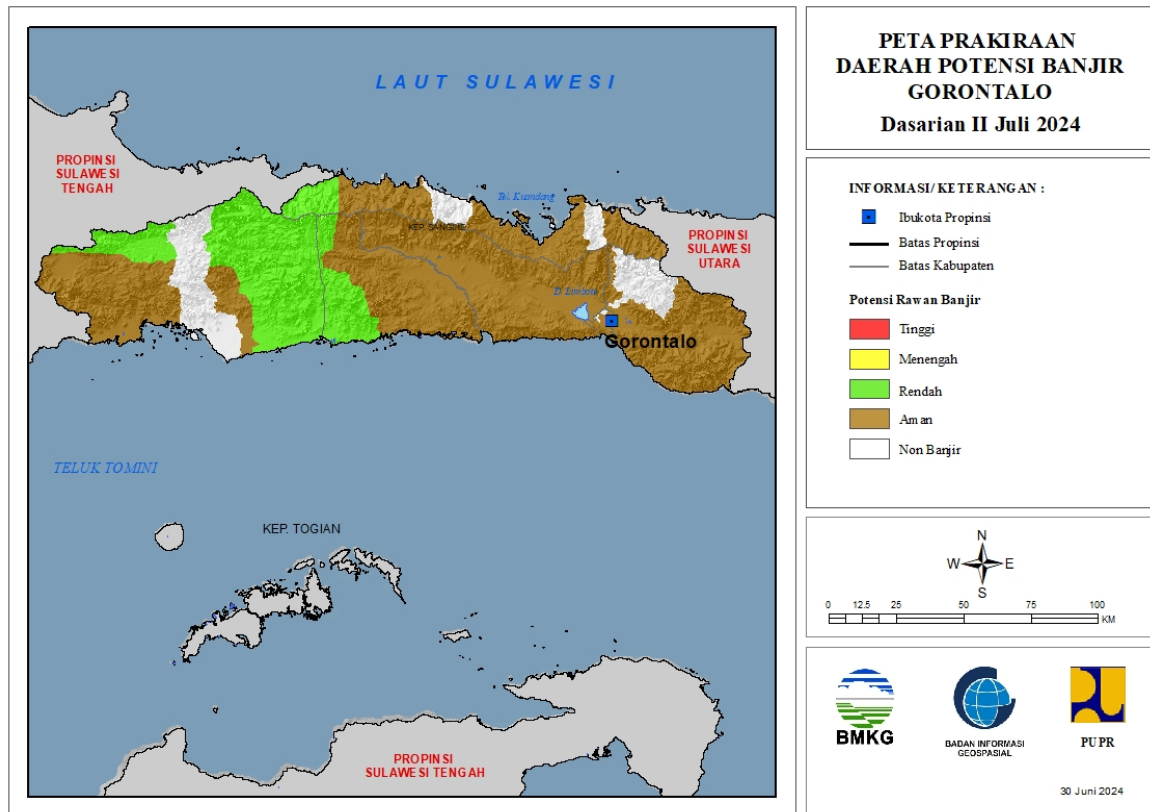 LAUT SULAWESI
PROPINSI
SULAWESI
TENGAH
Tel. Kuandang
KEP. SANGIHE
PROPINSI
SULAWESI
UTARA
D. Limboto
Gorontalo
TELUK TOMINI
KEP. TOGIAN
PROPINSI
SULAWESI TENGAH
PETA PRAKIRAAN
DAERAH POTENSI BANJIR
GORONTALO
Dasarian II Juli 2024
INFORMASI/ KETERANGAN :
Ibukota Propinsi
Batas Propinsi
Batas Kabupaten
Potensi Rawan Banjir
Tinggi
Menengah
Rendah
Aman
Non Banjir
N
W E
S
0 12.5 25 50 75 100
KM
BMKG
BADAN INFORMASI
GEOSPASIAL
PUPR
30 Juni 2024